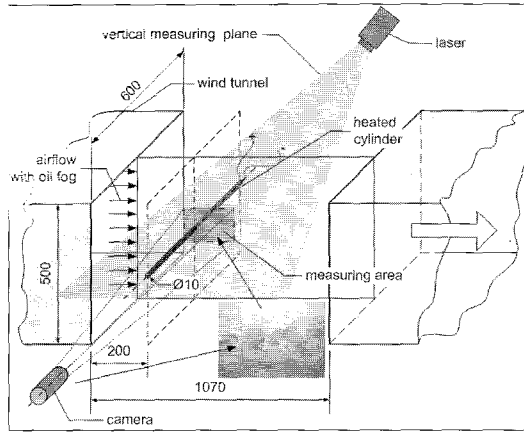 vertical measuring plane
laser
600
wind tunnel
heated
cylinder
airflow
with oil fog
500
measuring area
Ø10
200
1070
camera